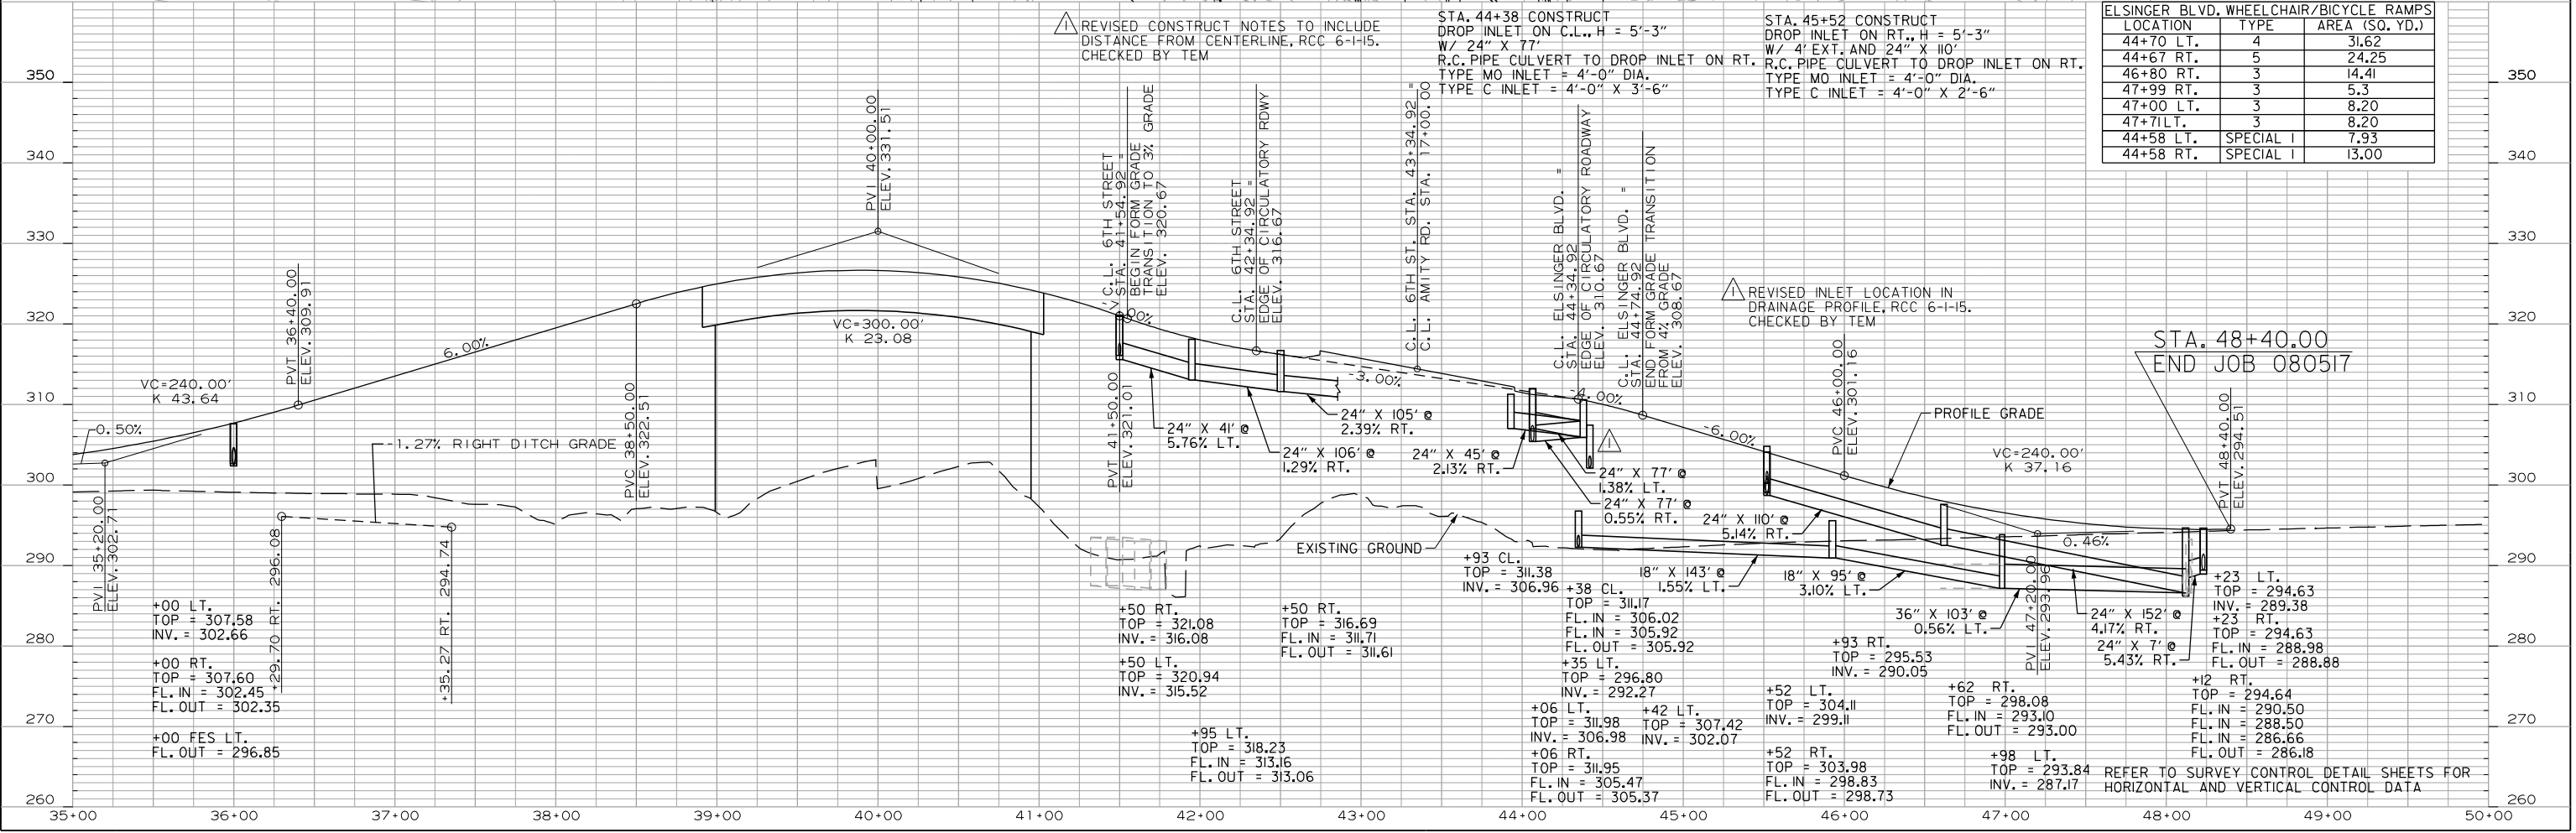 REVISED CONSTRUCT NOTES TO INCLUDE
DISTANCE FROM CENTERLINE, RCC 6-1-15.
CHECKED BY TEM
STA. 44+38 CONSTRUCT
DROP INLET ON C.L., H = 5'-3"
W/ 24" X 77'
R.C. PIPE CULVERT TO DROP INLET ON RT.
TYPE MO INLET = 4'-0" DIA.
TYPE C INLET = 4'-0" X 3'-6"
STA. 45+52 CONSTRUCT
DROP INLET ON RT., H = 5'-3"
W/ 4' EXT. AND 24" X 110'
R.C. PIPE CULVERT TO DROP INLET ON RT.
TYPE MO INLET = 4'-0" DIA.
TYPE C INLET = 4'-0" X 2'-6"
ELSINGER BLVD. WHEELCHAIR/BICYCLE RAMPS
LOCATION TYPE AREA (SQ. YD.)
44+70 LT. 4 31.62
44+67 RT. 5 24.25
46+80 RT. 3 14.41
47+99 RT. 3 5.3
47+00 LT. 3 8.20
47+71 LT. 3 8.20
44+58 LT. SPECIAL 1 7.93
44+58 RT. SPECIAL 1 13.00
350
340
330
320
310
300
290
280
270
260
350
340
330
320
310
300
290
280
270
260
VC=240.00'
K 43.64
0.50%
PVI 35+20.00
ELEV. 302.71
PVT 36+40.00
ELEV. 309.91
6.00%
-1.27% RIGHT DITCH GRADE
+29.70 RT. 296.08
+35.27 RT. 294.74
PVC 38+50.00
ELEV. 322.51
PVI 40+00.00
ELEV. 331.51
VC=300.00'
K 23.08
PVT 41+50.00
ELEV. 321.01
C.L. 6TH STREET
STA. 41+54.92 =
BEGIN FORM GRADE
TRANSITION TO 3% GRADE
ELEV. 320.67
C.L. 6TH STREET
STA. 42+34.92 =
EDGE OF CIRCULATORY RDWY
ELEV. 316.67
C.L. 6TH ST. STA. 43+34.92 =
C.L. AMITY RD. STA. 17+00.00
C.L. ELSINGER BLVD. =
STA. 44+34.92
EDGE OF CIRCULATORY ROADWAY
ELEV. 310.67
C.L. ELSINGER BLVD. =
STA. 44+74.92
END FORM GRADE TRANSITION
FROM 4% GRADE
ELEV. 308.67
-3.00%
-6.00%
REVISED INLET LOCATION IN
DRAINAGE PROFILE, RCC 6-1-15.
CHECKED BY TEM
PVC 46+00.00
ELEV. 301.16
PROFILE GRADE
VC=240.00'
K 37.16
STA. 48+40.00
END JOB 080517
PVT 48+40.00
ELEV. 294.51
PVI 47+20.00
ELEV. 293.96
0.46%
24" X 41' @
5.76% LT.
24" X 106' @
1.29% RT.
24" X 105' @
2.39% RT.
24" X 45' @
2.13% RT.
24" X 77' @
1.38% LT.
24" X 77' @
0.55% RT.
24" X 110' @
5.14% RT.
EXISTING GROUND
18" X 143' @
1.55% LT.
18" X 95' @
3.10% LT.
36" X 103' @
0.56% LT.
24" X 152' @
4.17% RT.
24" X 7' @
5.43% RT.
+00 LT.
TOP = 307.58
INV. = 302.66
+00 RT.
TOP = 307.60
FL. IN = 302.45
FL. OUT = 302.35
+00 FES LT.
FL. OUT = 296.85
+50 RT.
TOP = 321.08
INV. = 316.08
+50 LT.
TOP = 320.94
INV. = 315.52
+95 LT.
TOP = 318.23
FL. IN = 313.16
FL. OUT = 313.06
+50 RT.
TOP = 316.69
FL. IN = 311.71
FL. OUT = 311.61
+93 CL.
TOP = 311.38
INV. = 306.96
+38 CL.
TOP = 311.17
FL. IN = 306.02
FL. IN = 305.92
FL. OUT = 305.92
+35 LT.
TOP = 296.80
INV. = 292.27
+06 LT.
TOP = 311.98
INV. = 306.98
+06 RT.
TOP = 311.95
FL. IN = 305.47
FL. OUT = 305.37
+42 LT.
TOP = 307.42
INV. = 302.07
+52 LT.
TOP = 304.11
INV. = 299.11
+52 RT.
TOP = 303.98
FL. IN = 298.83
FL. OUT = 298.73
+93 RT.
TOP = 295.53
INV. = 290.05
+62 RT.
TOP = 298.08
FL. IN = 293.10
FL. OUT = 293.00
+98 LT.
TOP = 293.84
INV. = 287.17
+23 LT.
TOP = 294.63
INV. = 289.38
+23 RT.
TOP = 294.63
FL. IN = 288.98
FL. OUT = 288.88
+12 RT.
TOP = 294.64
FL. IN = 290.50
FL. IN = 288.50
FL. IN = 286.66
FL. OUT = 286.18
REFER TO SURVEY CONTROL DETAIL SHEETS FOR
HORIZONTAL AND VERTICAL CONTROL DATA
35+00 36+00 37+00 38+00 39+00 40+00 41+00 42+00 43+00 44+00 45+00 46+00 47+00 48+00 49+00 50+00